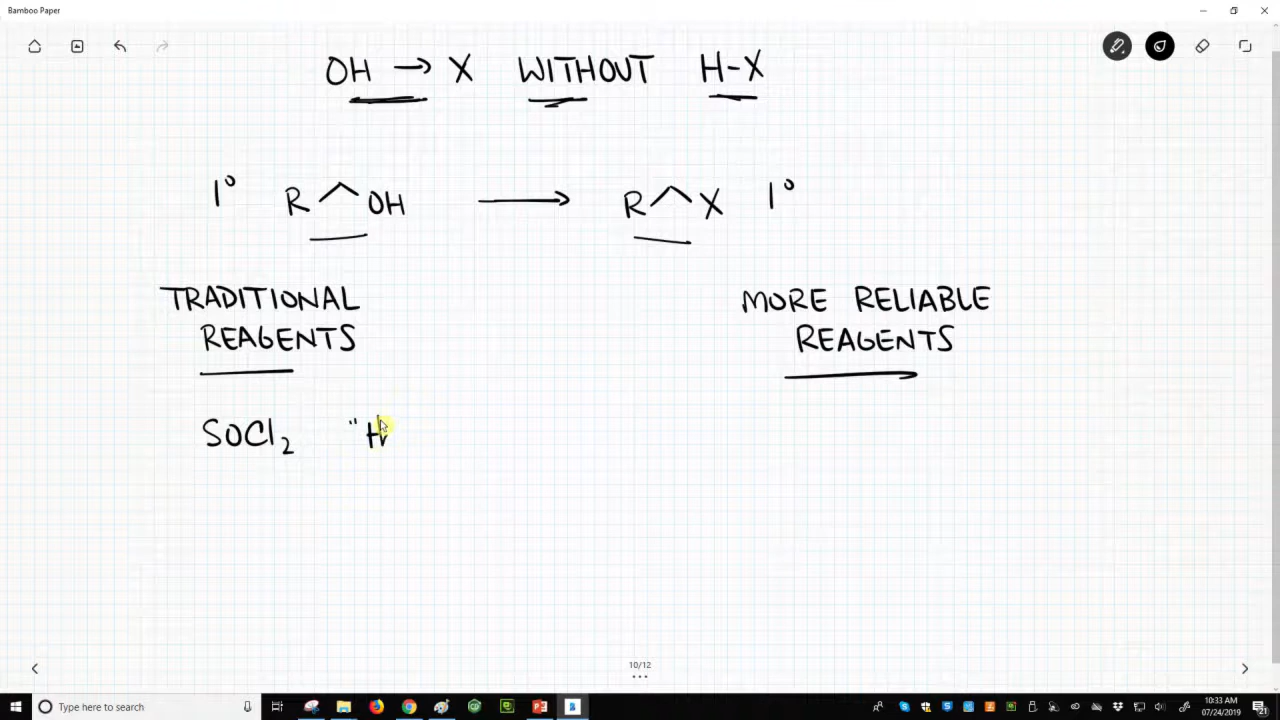 Bamboo Paper
OH → X WITHOUT H-X
1° R OH → R X 1°
TRADITIONAL
REAGENTS
MORE RELIABLE
REAGENTS
SOCl₂ "H
10/12
Type here to search
10:33 AM
07/24/2019
21